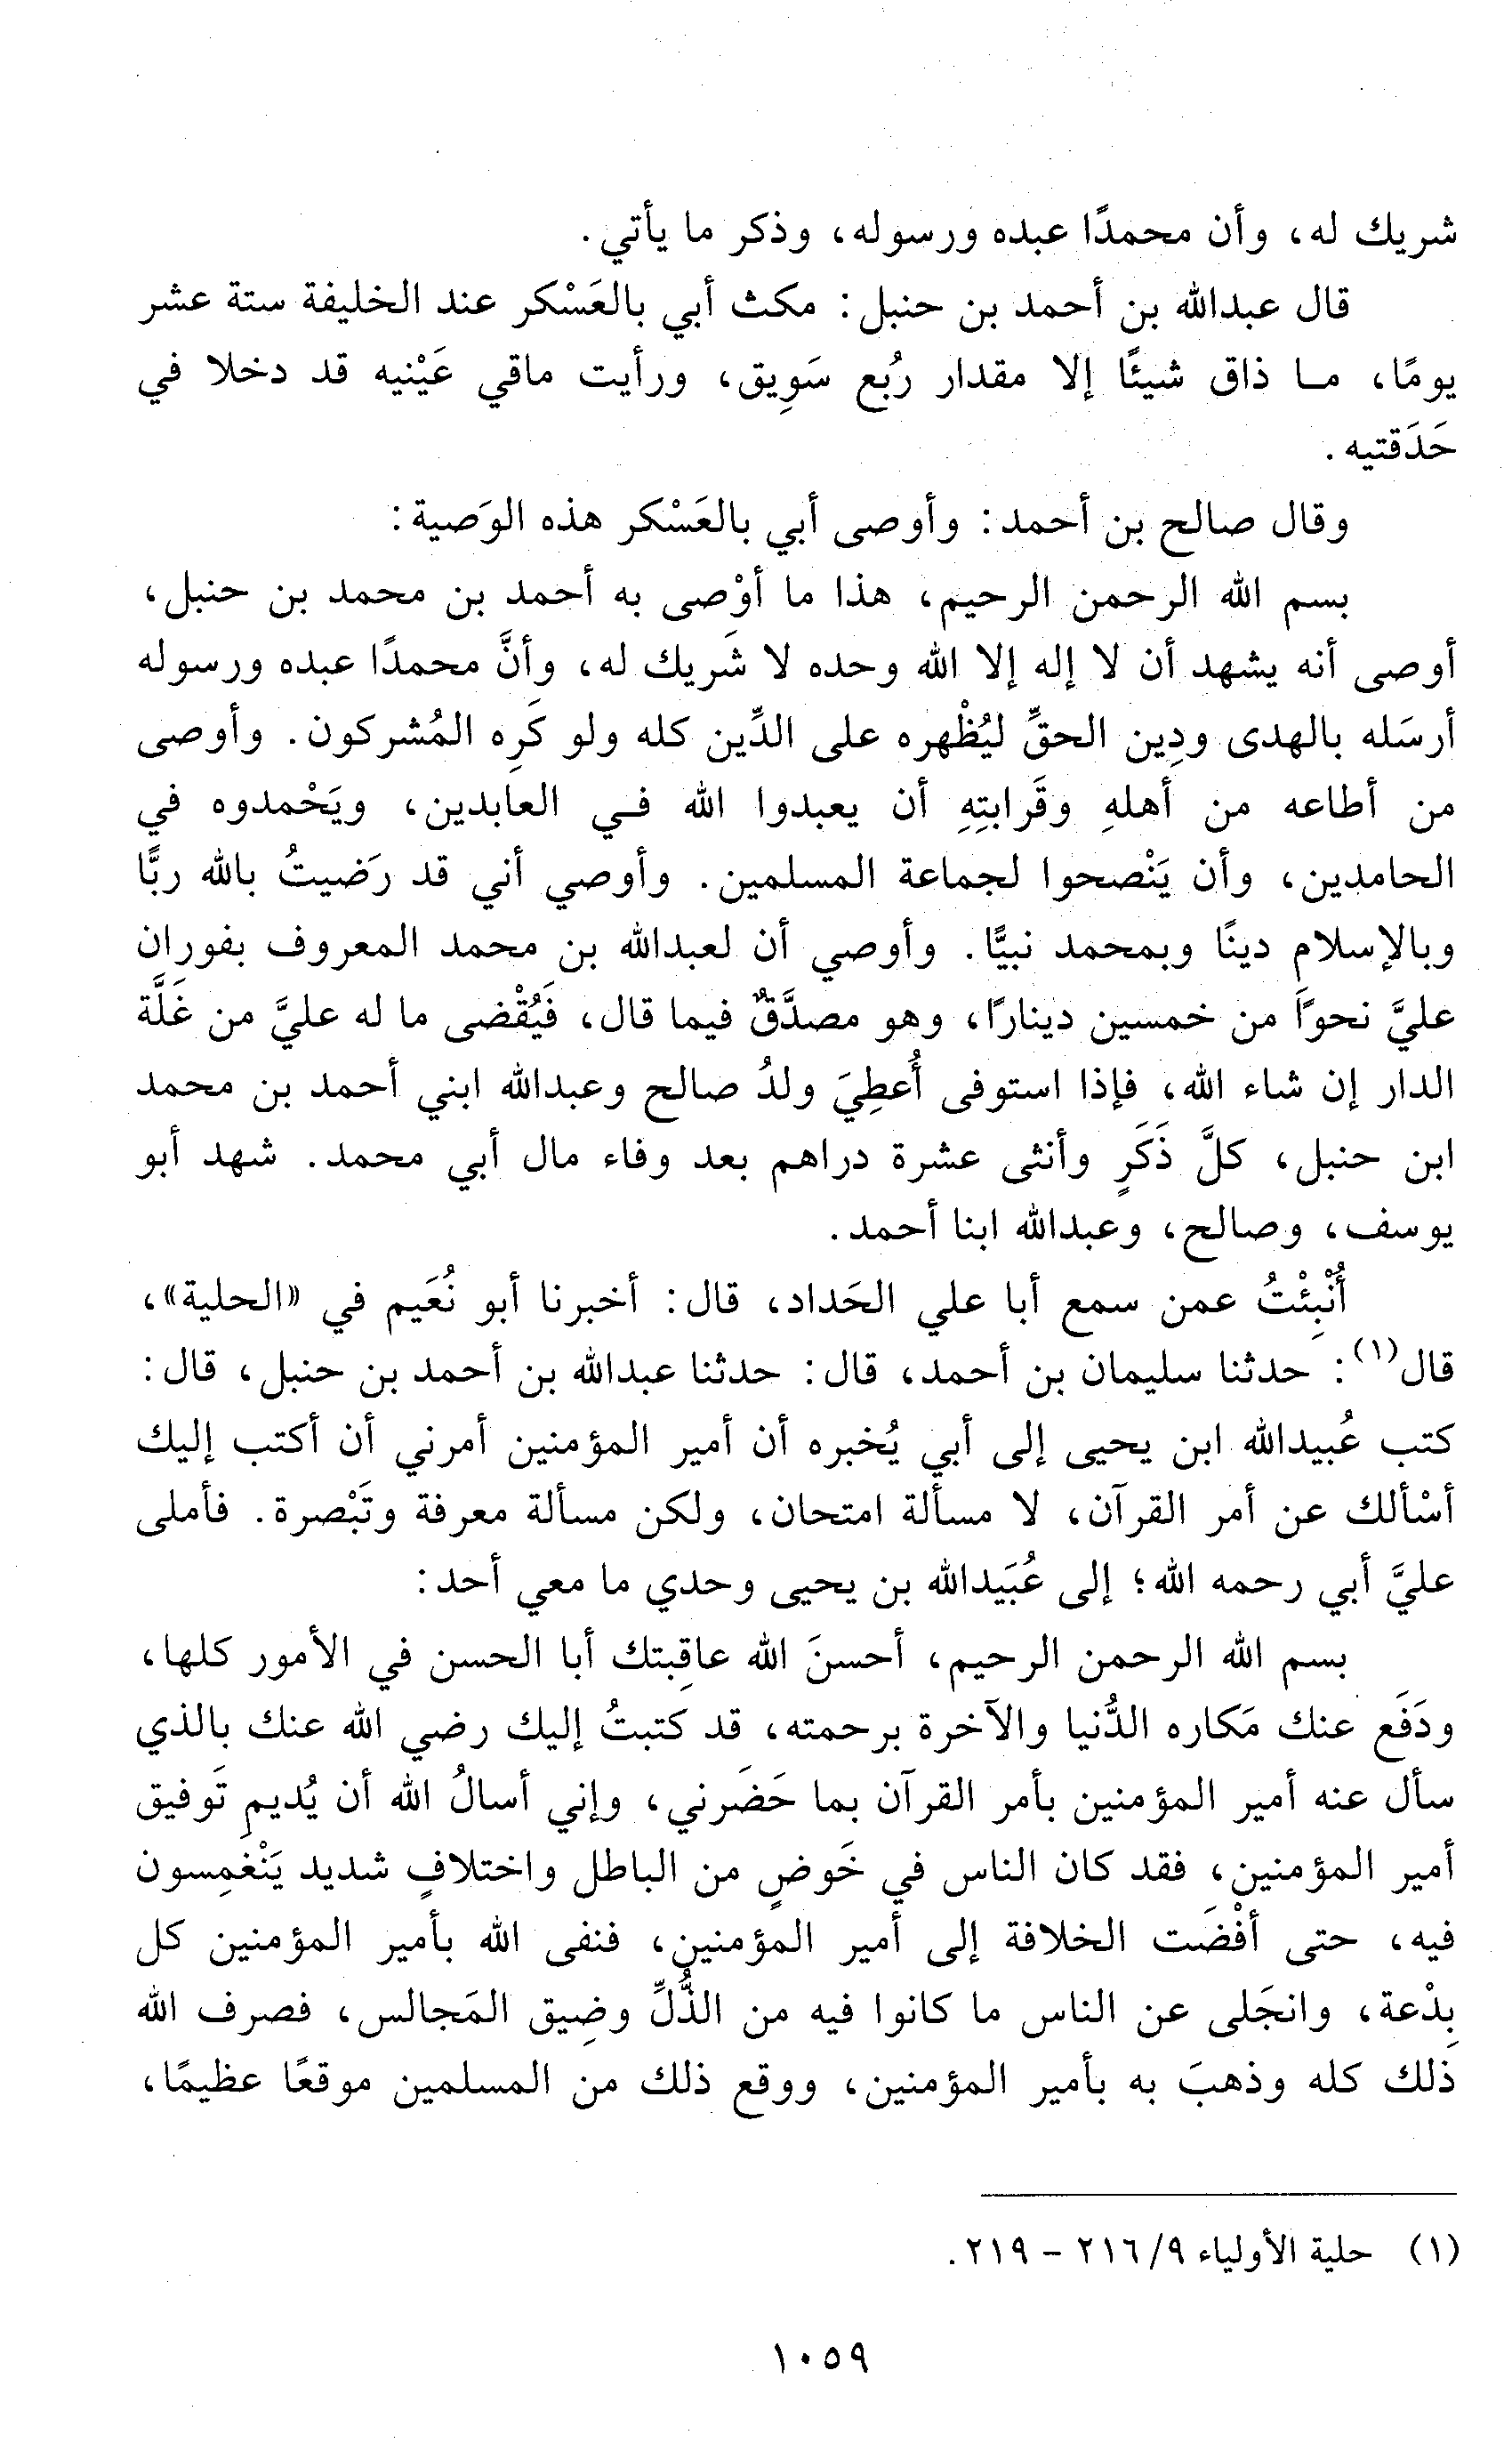 شريك له، وأن محمدًا عبده ورسوله، وذكر ما يأتي.
قال عبدالله بن أحمد بن حنبل: مكث أبي بالعَسْكر عند الخليفة ستة عشر
يومًا، ما ذاق شيئًا إلا مقدار رُبع سَوِيق، ورأيت ماقي عَيْنيه قد دخلا في
حَدَقتيه.
وقال صالح بن أحمد: وأوصى أبي بالعَسْكر هذه الوَصية:
بسم الله الرحمن الرحيم، هذا ما أوْصى به أحمد بن محمد بن حنبل،
أوصى أنه يشهد أن لا إله إلا الله وحده لا شَريك له، وأنَّ محمدًا عبده ورسوله
أرسَله بالهدى ودِين الحقِّ ليُظْهره على الدِّين كله ولو كَرِه المُشركون. وأوصى
من أطاعه من أهلهِ وقَرابتِهِ أن يعبدوا الله في العابدين، ويَحْمدوه في
الحامدين، وأن يَنْصحوا لجماعة المسلمين. وأوصي أني قد رَضيتُ بالله ربًّا
وبالإسلام دينًا وبمحمد نبيًّا. وأوصي أن لعبدالله بن محمد المعروف بفوران
عليَّ نحوًا من خمسين دينارًا، وهو مصدَّقٌ فيما قال، فَيُقْضى ما له عليَّ من غَلَّة
الدار إن شاء الله، فإذا استوفى أُعطِيَ ولدُ صالح وعبدالله ابني أحمد بن محمد
ابن حنبل، كلَّ ذَكَرٍ وأنثى عشرة دراهم بعد وفاء مال أبي محمد. شهد أبو
يوسف، وصالح، وعبدالله ابنا أحمد.
أُنْبِئْتُ عمن سمع أبا علي الحَداد، قال: أخبرنا أبو نُعَيم في «الحلية»،
قال(١): حدثنا سليمان بن أحمد، قال: حدثنا عبدالله بن أحمد بن حنبل، قال:
كتب عُبيدالله ابن يحيى إلى أبي يُخبره أن أمير المؤمنين أمرني أن أكتب إليك
أسْألك عن أمر القرآن، لا مسألة امتحان، ولكن مسألة معرفة وتَبْصرة. فأملى
عليَّ أبي رحمه الله؛ إلى عُبَيدالله بن يحيى وحدي ما معي أحد:
بسم الله الرحمن الرحيم، أحسنَ الله عاقِبتك أبا الحسن في الأمور كلها،
ودَفَع عنك مَكاره الدُّنيا والآخرة برحمته، قد كتبتُ إليك رضي الله عنك بالذي
سأل عنه أمير المؤمنين بأمر القرآن بما حَضَرني، وإني أسالُ الله أن يُديمِ تَوفيق
أمير المؤمنين، فقد كان الناس في خَوضٍ من الباطل واختلافٍ شديد يَنْغَمِسون
فيه، حتى أفْضَت الخلافة إلى أمير المؤمنين، فنفى الله بأمير المؤمنين كل
بِدْعة، وانجَلى عن الناس ما كانوا فيه من الذُّلِّ وضِيق المَجالس، فصرف الله
ذلك كله وذهبَ به بأمير المؤمنين، ووقع ذلك من المسلمين موقعًا عظيمًا،
(١) حلية الأولياء ٩/ ٢١٦ - ٢١٩.
١٠٥٩